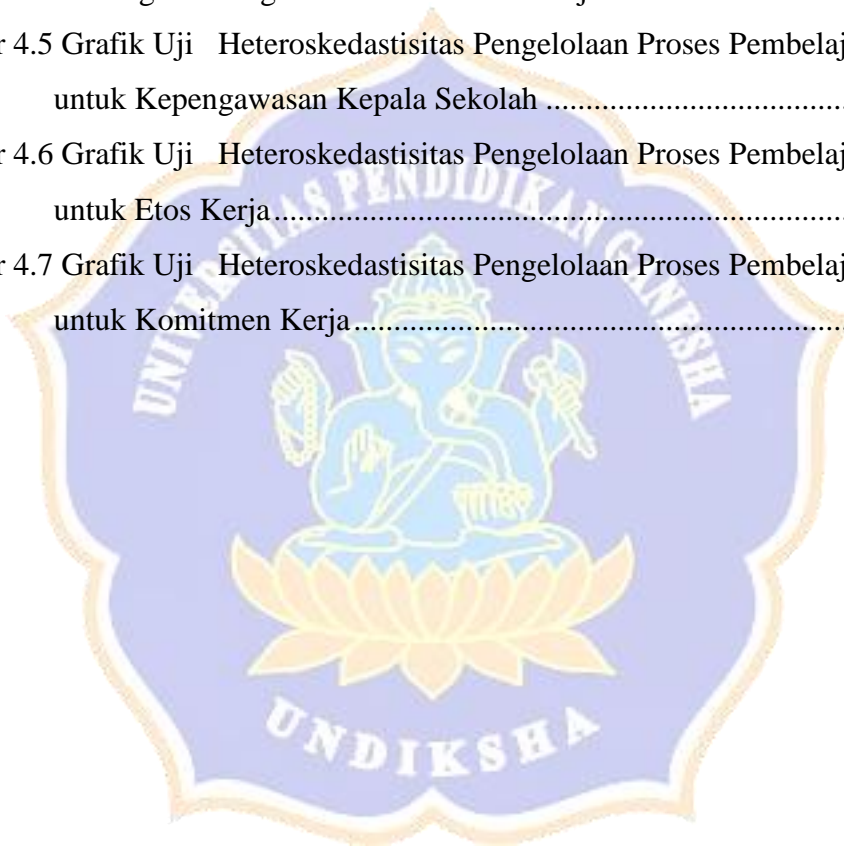 r 4.5 Grafik Uji Heteroskedastisitas Pengelolaan Proses Pembelaj
untuk Kepengawasan Kepala Sekolah ......................................
r 4.6 Grafik Uji Heteroskedastisitas Pengelolaan Proses Pembelaj
untuk Etos Kerja ..............................................................................
r 4.7 Grafik Uji Heteroskedastisitas Pengelolaan Proses Pembelaj
untuk Komitmen Kerja ..................................................................
UNIVERSITAS PENDIDIKAN GANESHA
UNDIKSHA